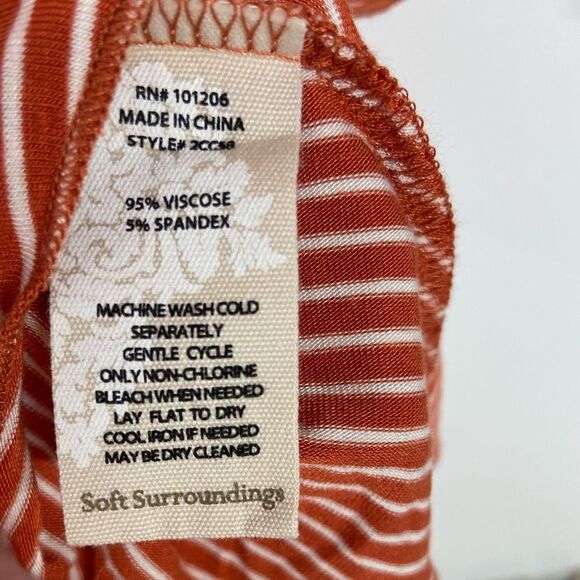 RN# 101206
MADE IN CHINA
STYLE#
95% VISCOSE
5% SPANDEX
MACHINE WASH COLD
SEPARATELY
GENTLE CYCLE
ONLY NON-CHLORINE
BLEACH WHEN NEEDED
LAY FLAT TO DRY
COOL IRON IF NEEDED
MAY BE DRY CLEANED
Soft Surroundings